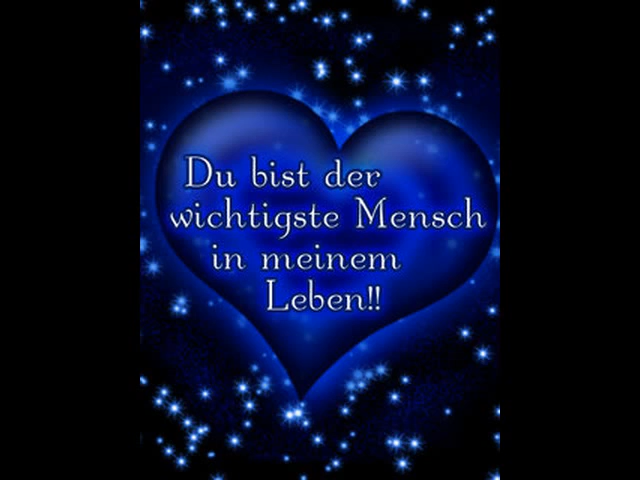 Du bist der
wichtigste Mensch
in meinem
Leben!!